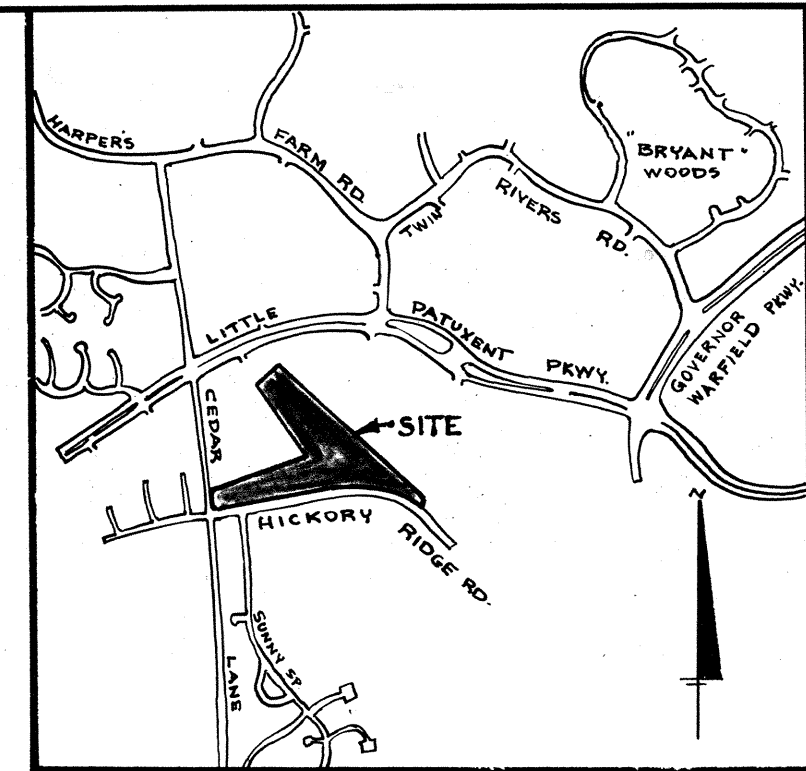 HARPER'S
FARM RD.
"BRYANT"
WOODS
TWIN
RIVERS
RD.
LITTLE
PATUXENT
PKWY.
GOVERNOR
WARFIELD PKWY.
CEDAR
SITE
N
HICKORY
RIDGE RD.
SUNNY SP.
LANE